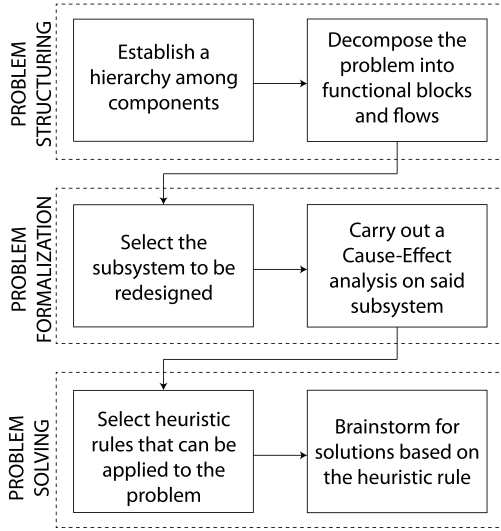 PROBLEM
STRUCTURING
Establish a
hierarchy among
components
Decompose the
problem into
functional blocks
and flows
PROBLEM
FORMALIZATION
Select the
subsystem to be
redesigned
Carry out a
Cause-Effect
analysis on said
subsystem
PROBLEM
SOLVING
Select heuristic
rules that can be
applied to the
problem
Brainstorm for
solutions based on
the heuristic rule